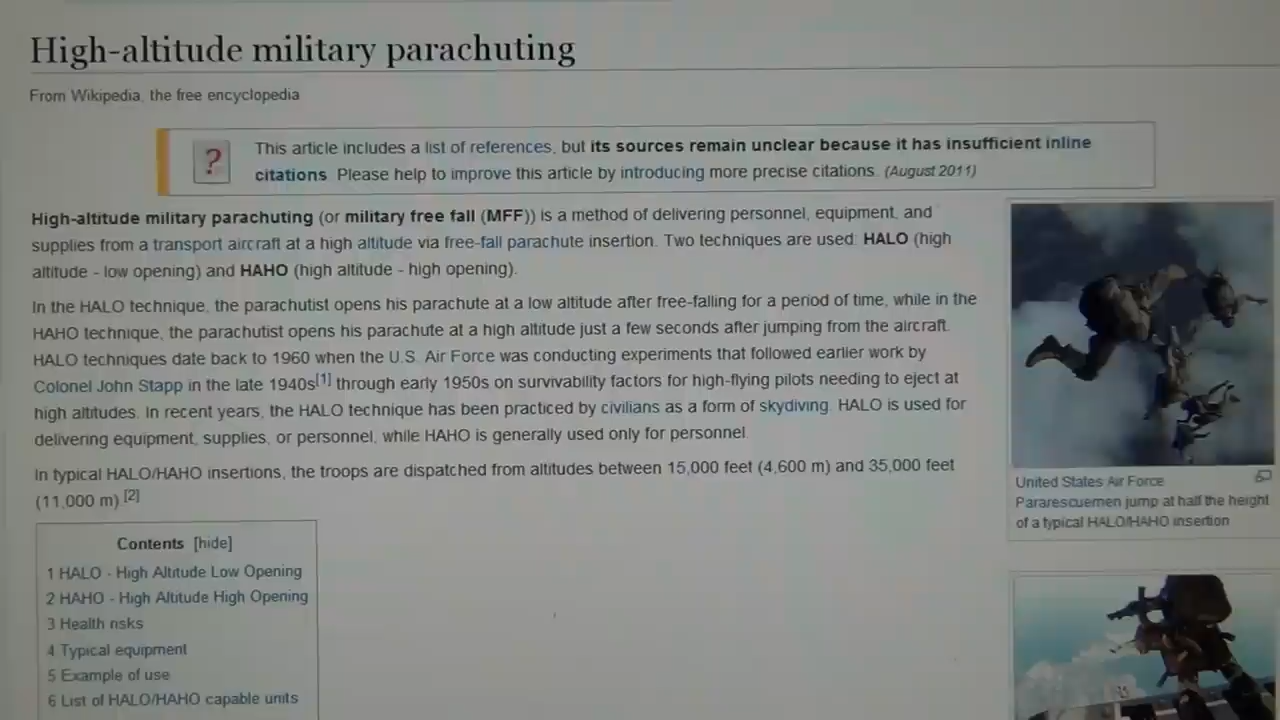 High-altitude military parachuting
From Wikipedia, the free encyclopedia
?
This article includes a list of references, but its sources remain unclear because it has insufficient inline
citations. Please help to improve this article by introducing more precise citations. (August 2011)
High-altitude military parachuting (or military free fall (MFF)) is a method of delivering personnel, equipment, and
supplies from a transport aircraft at a high altitude via free-fall parachute insertion. Two techniques are used: HALO (high
altitude - low opening) and HAHO (high altitude - high opening).
In the HALO technique, the parachutist opens his parachute at a low altitude after free-falling for a period of time, while in the
HAHO technique, the parachutist opens his parachute at a high altitude just a few seconds after jumping from the aircraft.
HALO techniques date back to 1960 when the U.S. Air Force was conducting experiments that followed earlier work by
Colonel John Stapp in the late 1940s[1] through early 1950s on survivability factors for high-flying pilots needing to eject at
high altitudes. In recent years, the HALO technique has been practiced by civilians as a form of skydiving. HALO is used for
delivering equipment, supplies, or personnel, while HAHO is generally used only for personnel.
In typical HALO/HAHO insertions, the troops are dispatched from altitudes between 15,000 feet (4,600 m) and 35,000 feet
(11,000 m).[2]
United States Air Force
Pararescuemen jump at half the height
of a typical HALO/HAHO insertion
Contents [hide]
1 HALO - High Altitude Low Opening
2 HAHO - High Altitude High Opening
3 Health risks
4 Typical equipment
5 Example of use
6 List of HALO/HAHO capable units